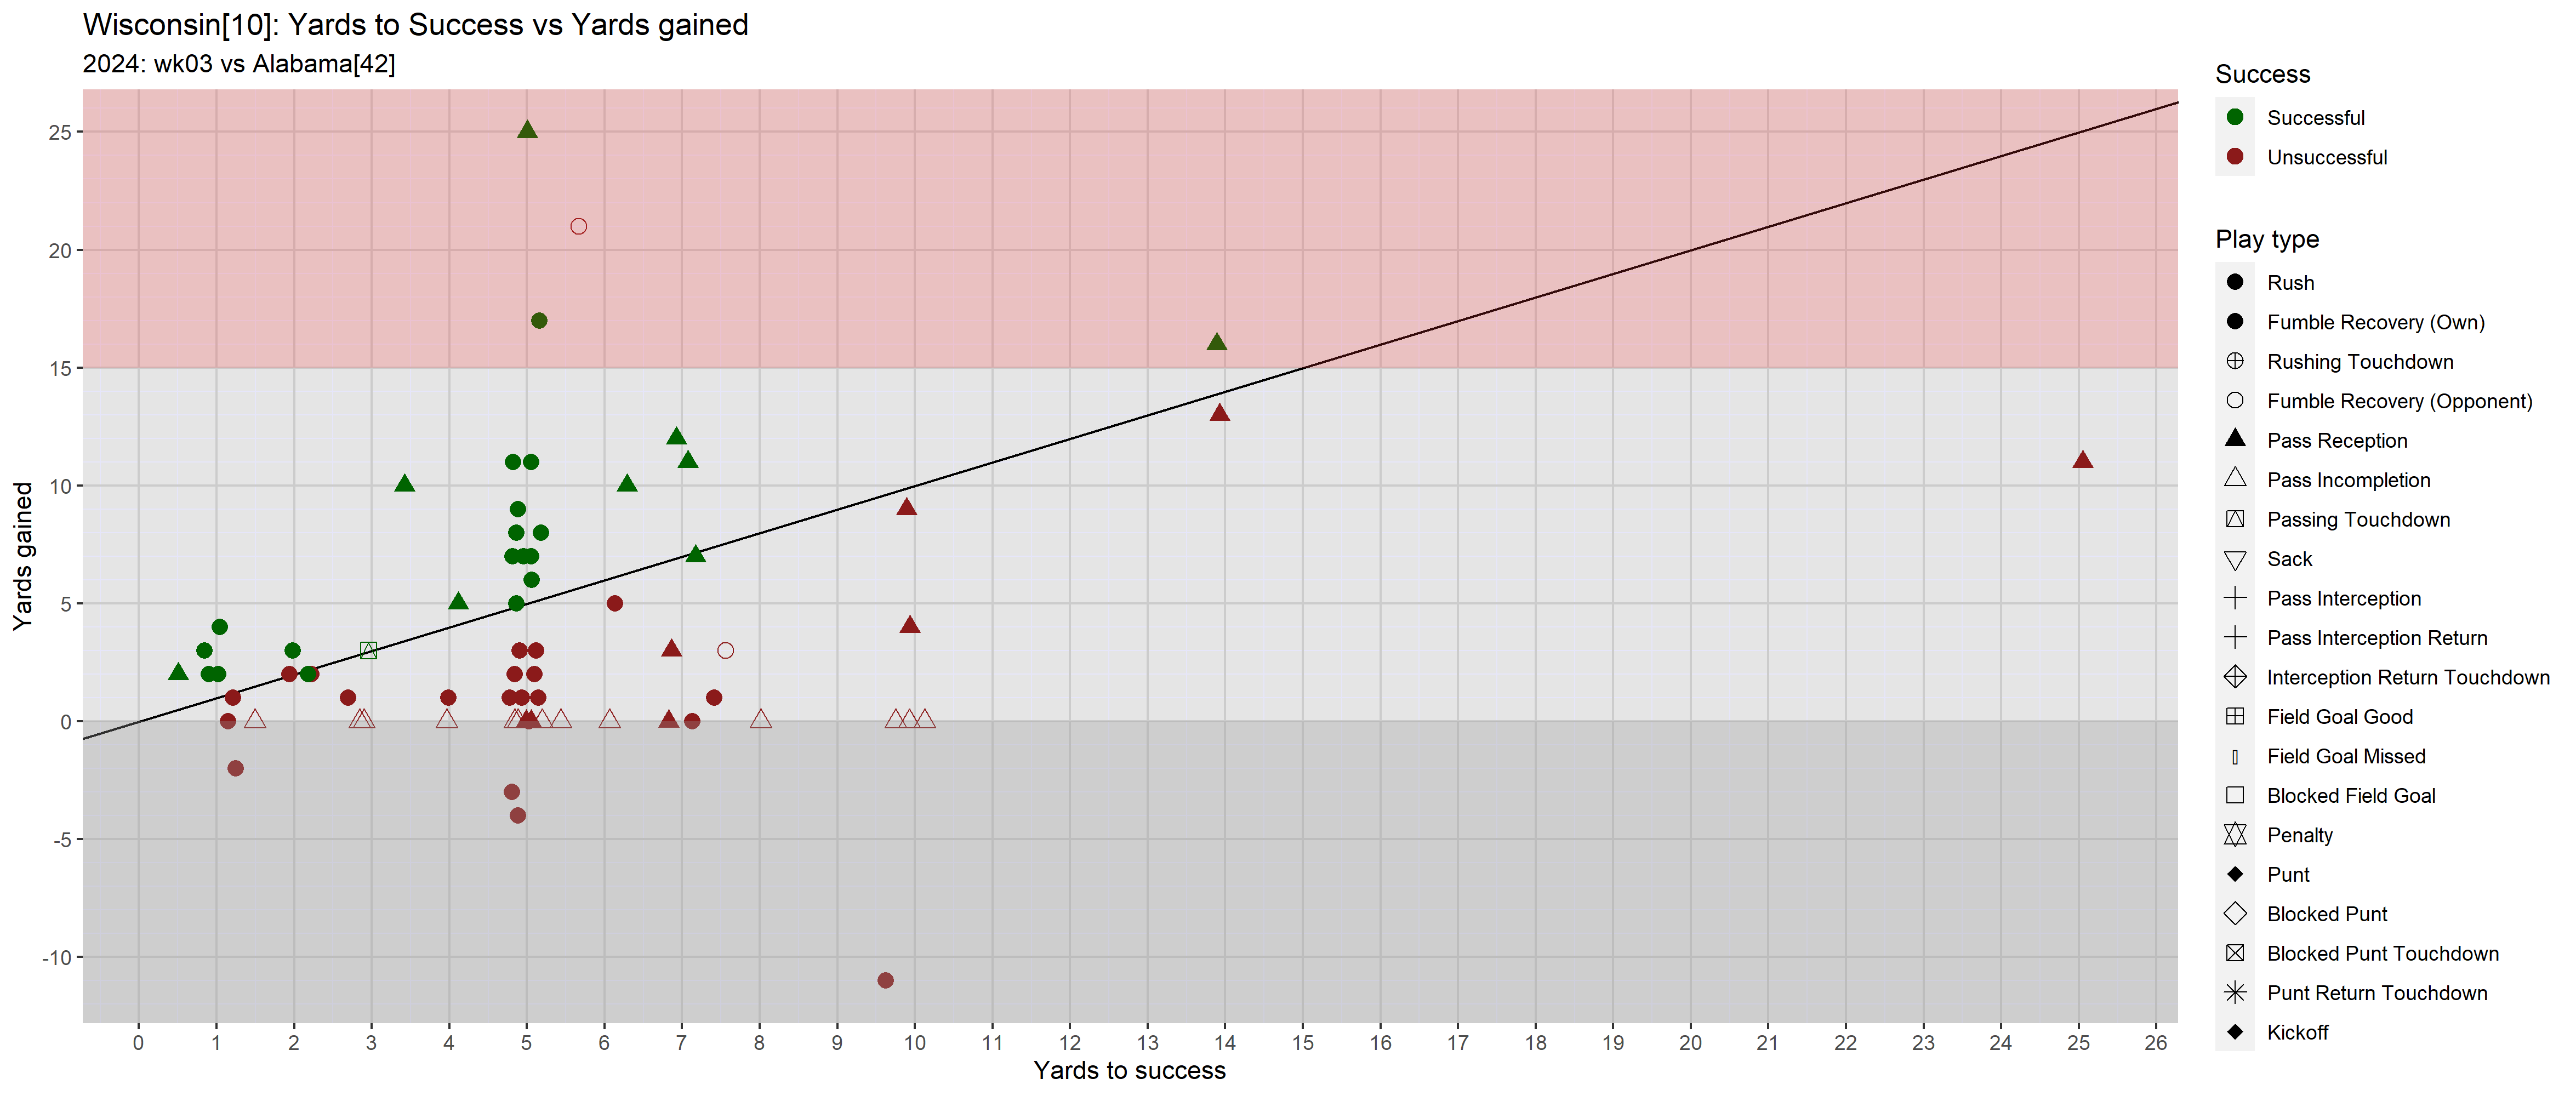 Wisconsin[10]: Yards to Success vs Yards gained
2024: wk03 vs Alabama[42]
Yards gained
25
20
15
10
5
0
-5
-10
0 1 2 3 4 5 6 7 8 9 10 11 12 13 14 15 16 17 18 19 20 21 22 23 24 25 26
Yards to success
Success
Successful
Unsuccessful
Play type
Rush
Fumble Recovery (Own)
Rushing Touchdown
Fumble Recovery (Opponent)
Pass Reception
Pass Incompletion
Passing Touchdown
Sack
Pass Interception
Pass Interception Return
Interception Return Touchdown
Field Goal Good
Field Goal Missed
Blocked Field Goal
Penalty
Punt
Blocked Punt
Blocked Punt Touchdown
Punt Return Touchdown
Kickoff